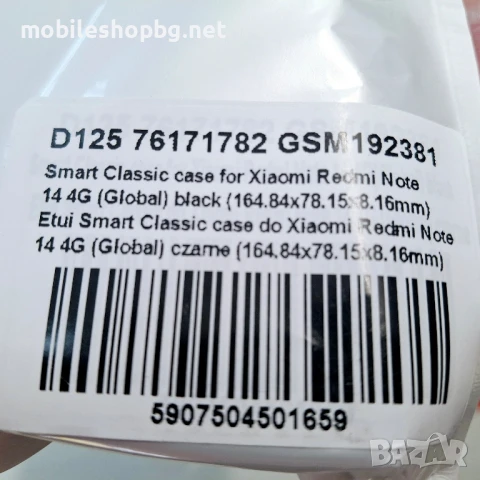 mobileshopbg.net
D125 76171782 GSM192381
Smart Classic case for Xiaomi Redmi Note
14 4G (Global) black (164.84x78.15x8.16mm)
Etui Smart Classic case do Xiaomi Redmi Note
14 4G (Global) czarne (164.84x78.15x8.16mm)
5907504501659
BAZAR